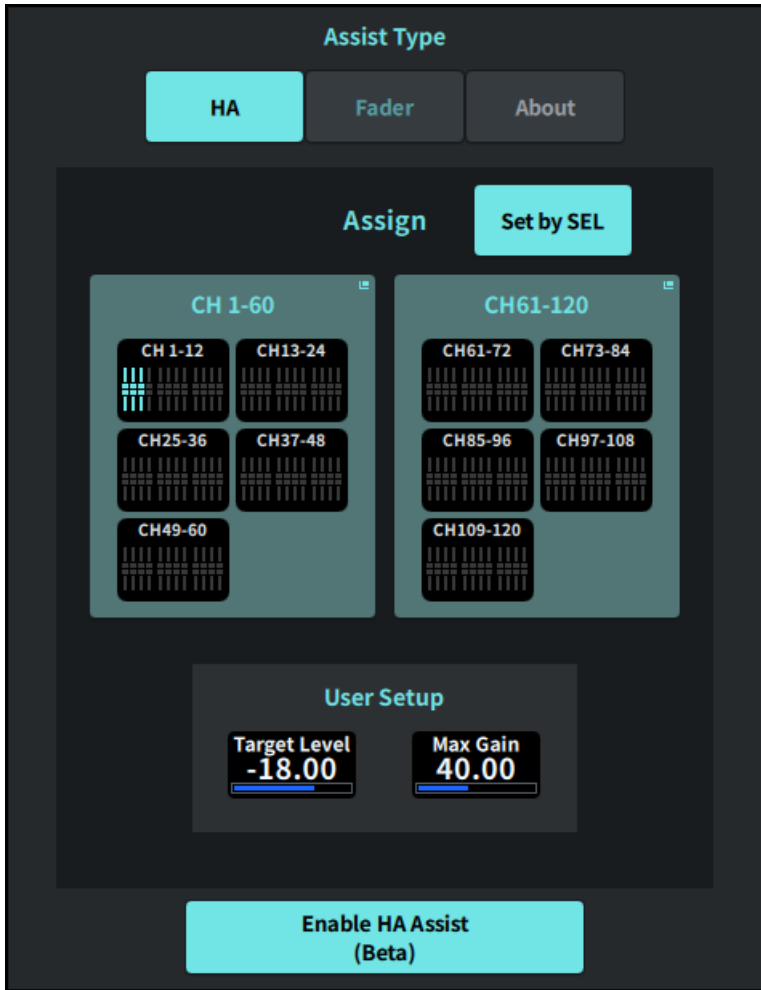 Assist Type
HA Fader About
Assign Set by SEL
CH 1-60
CH 1-12 CH13-24
CH25-36 CH37-48
CH49-60
CH61-120
CH61-72 CH73-84
CH85-96 CH97-108
CH109-120
User Setup
Target Level
-18.00
Max Gain
40.00
Enable HA Assist
(Beta)